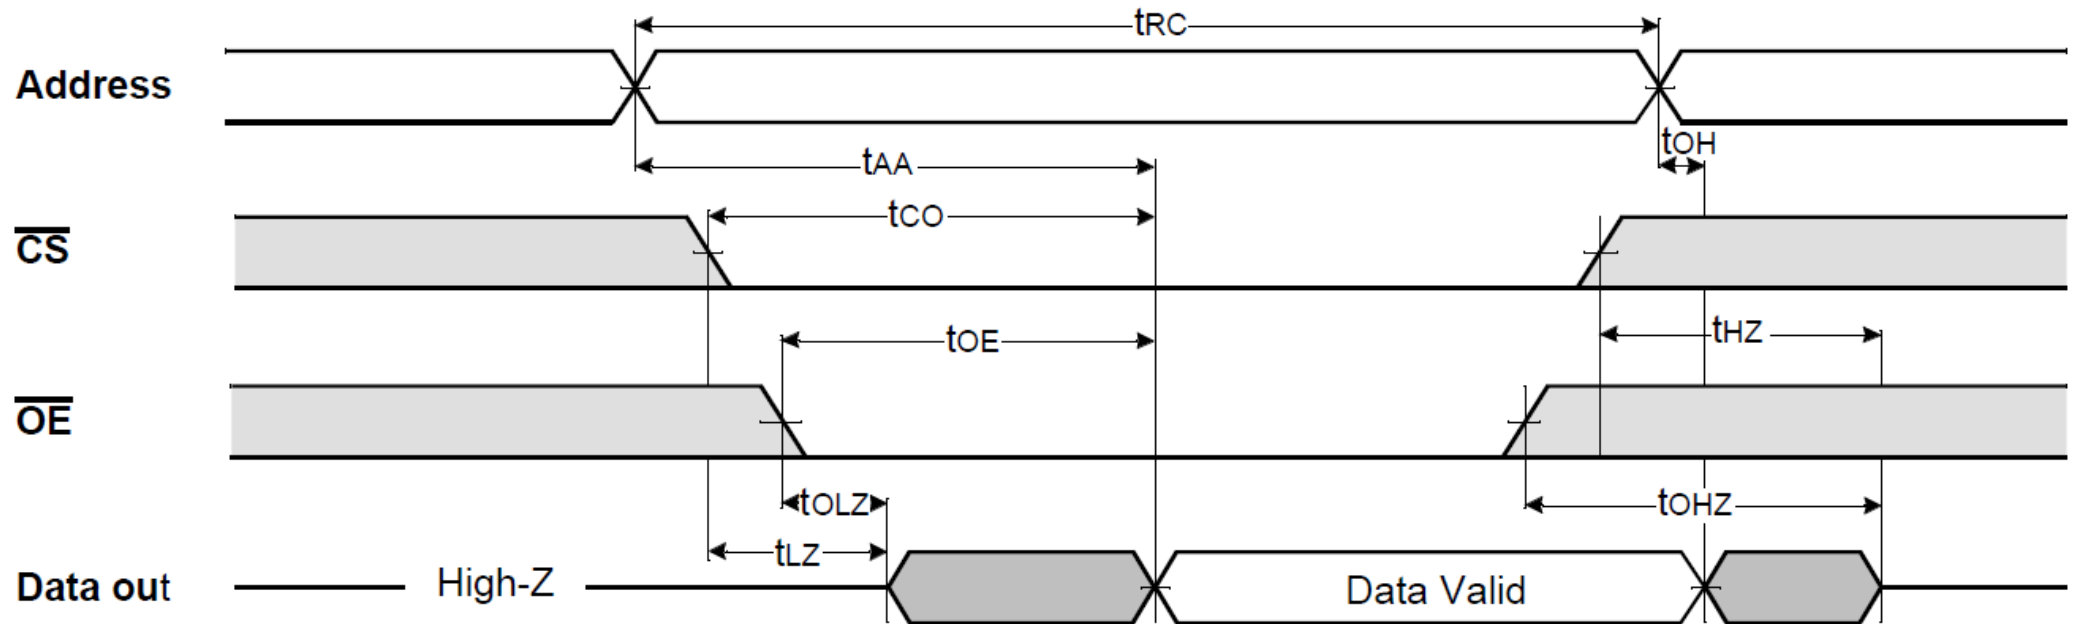 tRC
Address
tOH
tAA
tCO
CS
tHZ
tOE
OE
tOLZ
tOHZ
tLZ
Data out High-Z Data Valid